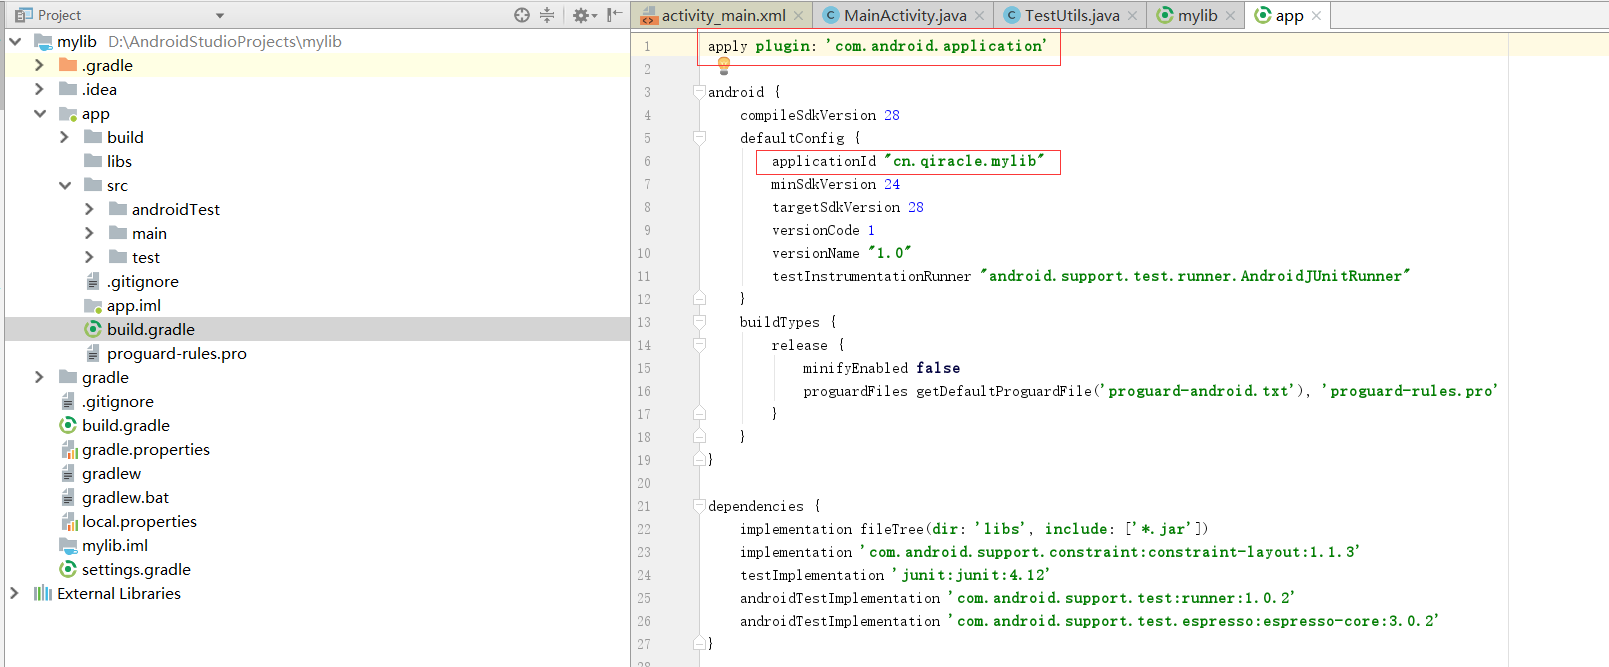 Project
mylib D:\AndroidStudioProjects\mylib
.gradle
.idea
app
build
libs
src
androidTest
main
test
.gitignore
app.iml
build.gradle
proguard-rules.pro
gradle
.gitignore
build.gradle
gradle.properties
gradlew
gradlew.bat
local.properties
mylib.iml
settings.gradle
External Libraries
activity_main.xml MainActivity.java TestUtils.java mylib app
1 apply plugin: 'com.android.application'
2
3 android {
4 compileSdkVersion 28
5 defaultConfig {
6 applicationId "cn.qiracle.mylib"
7 minSdkVersion 24
8 targetSdkVersion 28
9 versionCode 1
10 versionName "1.0"
11 testInstrumentationRunner "android.support.test.runner.AndroidJUnitRunner"
12 }
13 buildTypes {
14 release {
15 minifyEnabled false
16 proguardFiles getDefaultProguardFile('proguard-android.txt'), 'proguard-rules.pro'
17 }
18 }
19 }
20
21 dependencies {
22 implementation fileTree(dir: 'libs', include: ['*.jar'])
23 implementation 'com.android.support.constraint:constraint-layout:1.1.3'
24 testImplementation 'junit:junit:4.12'
25 androidTestImplementation 'com.android.support.test:runner:1.0.2'
26 androidTestImplementation 'com.android.support.test.espresso:espresso-core:3.0.2'
27 }
28